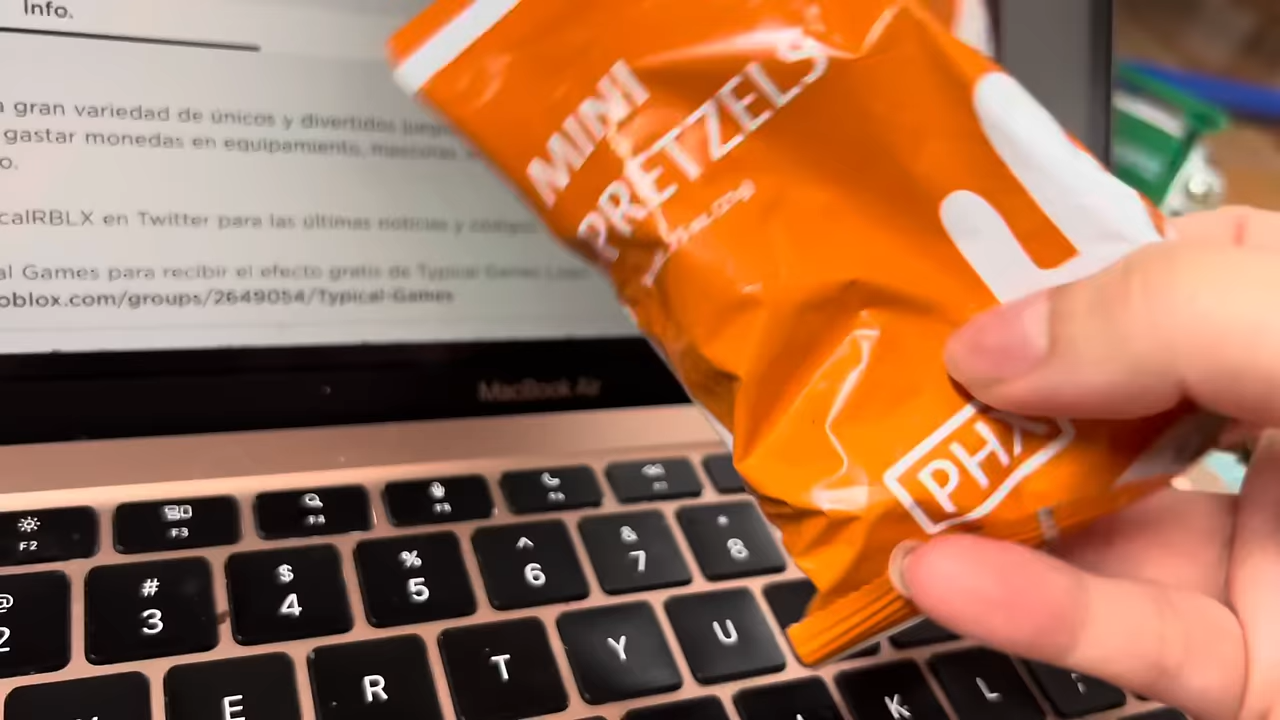 Info.
gran variedad de únicos y divertidos
gastar monedas en equipamiento, mascotas
o.
calRBLX en Twitter para las últimas noticias y
al Games para recibir el efecto gratis de Typical Games
oblox.com/groups/2649054/Typical-Games
MINI
PRETZELS
PHX
MacBook Air
F2
F3
F4
F5
F6
F7
@
2
#
3
$
4
%
5
^
6
&
7
*
8
E
R
T
Y
U
K
L